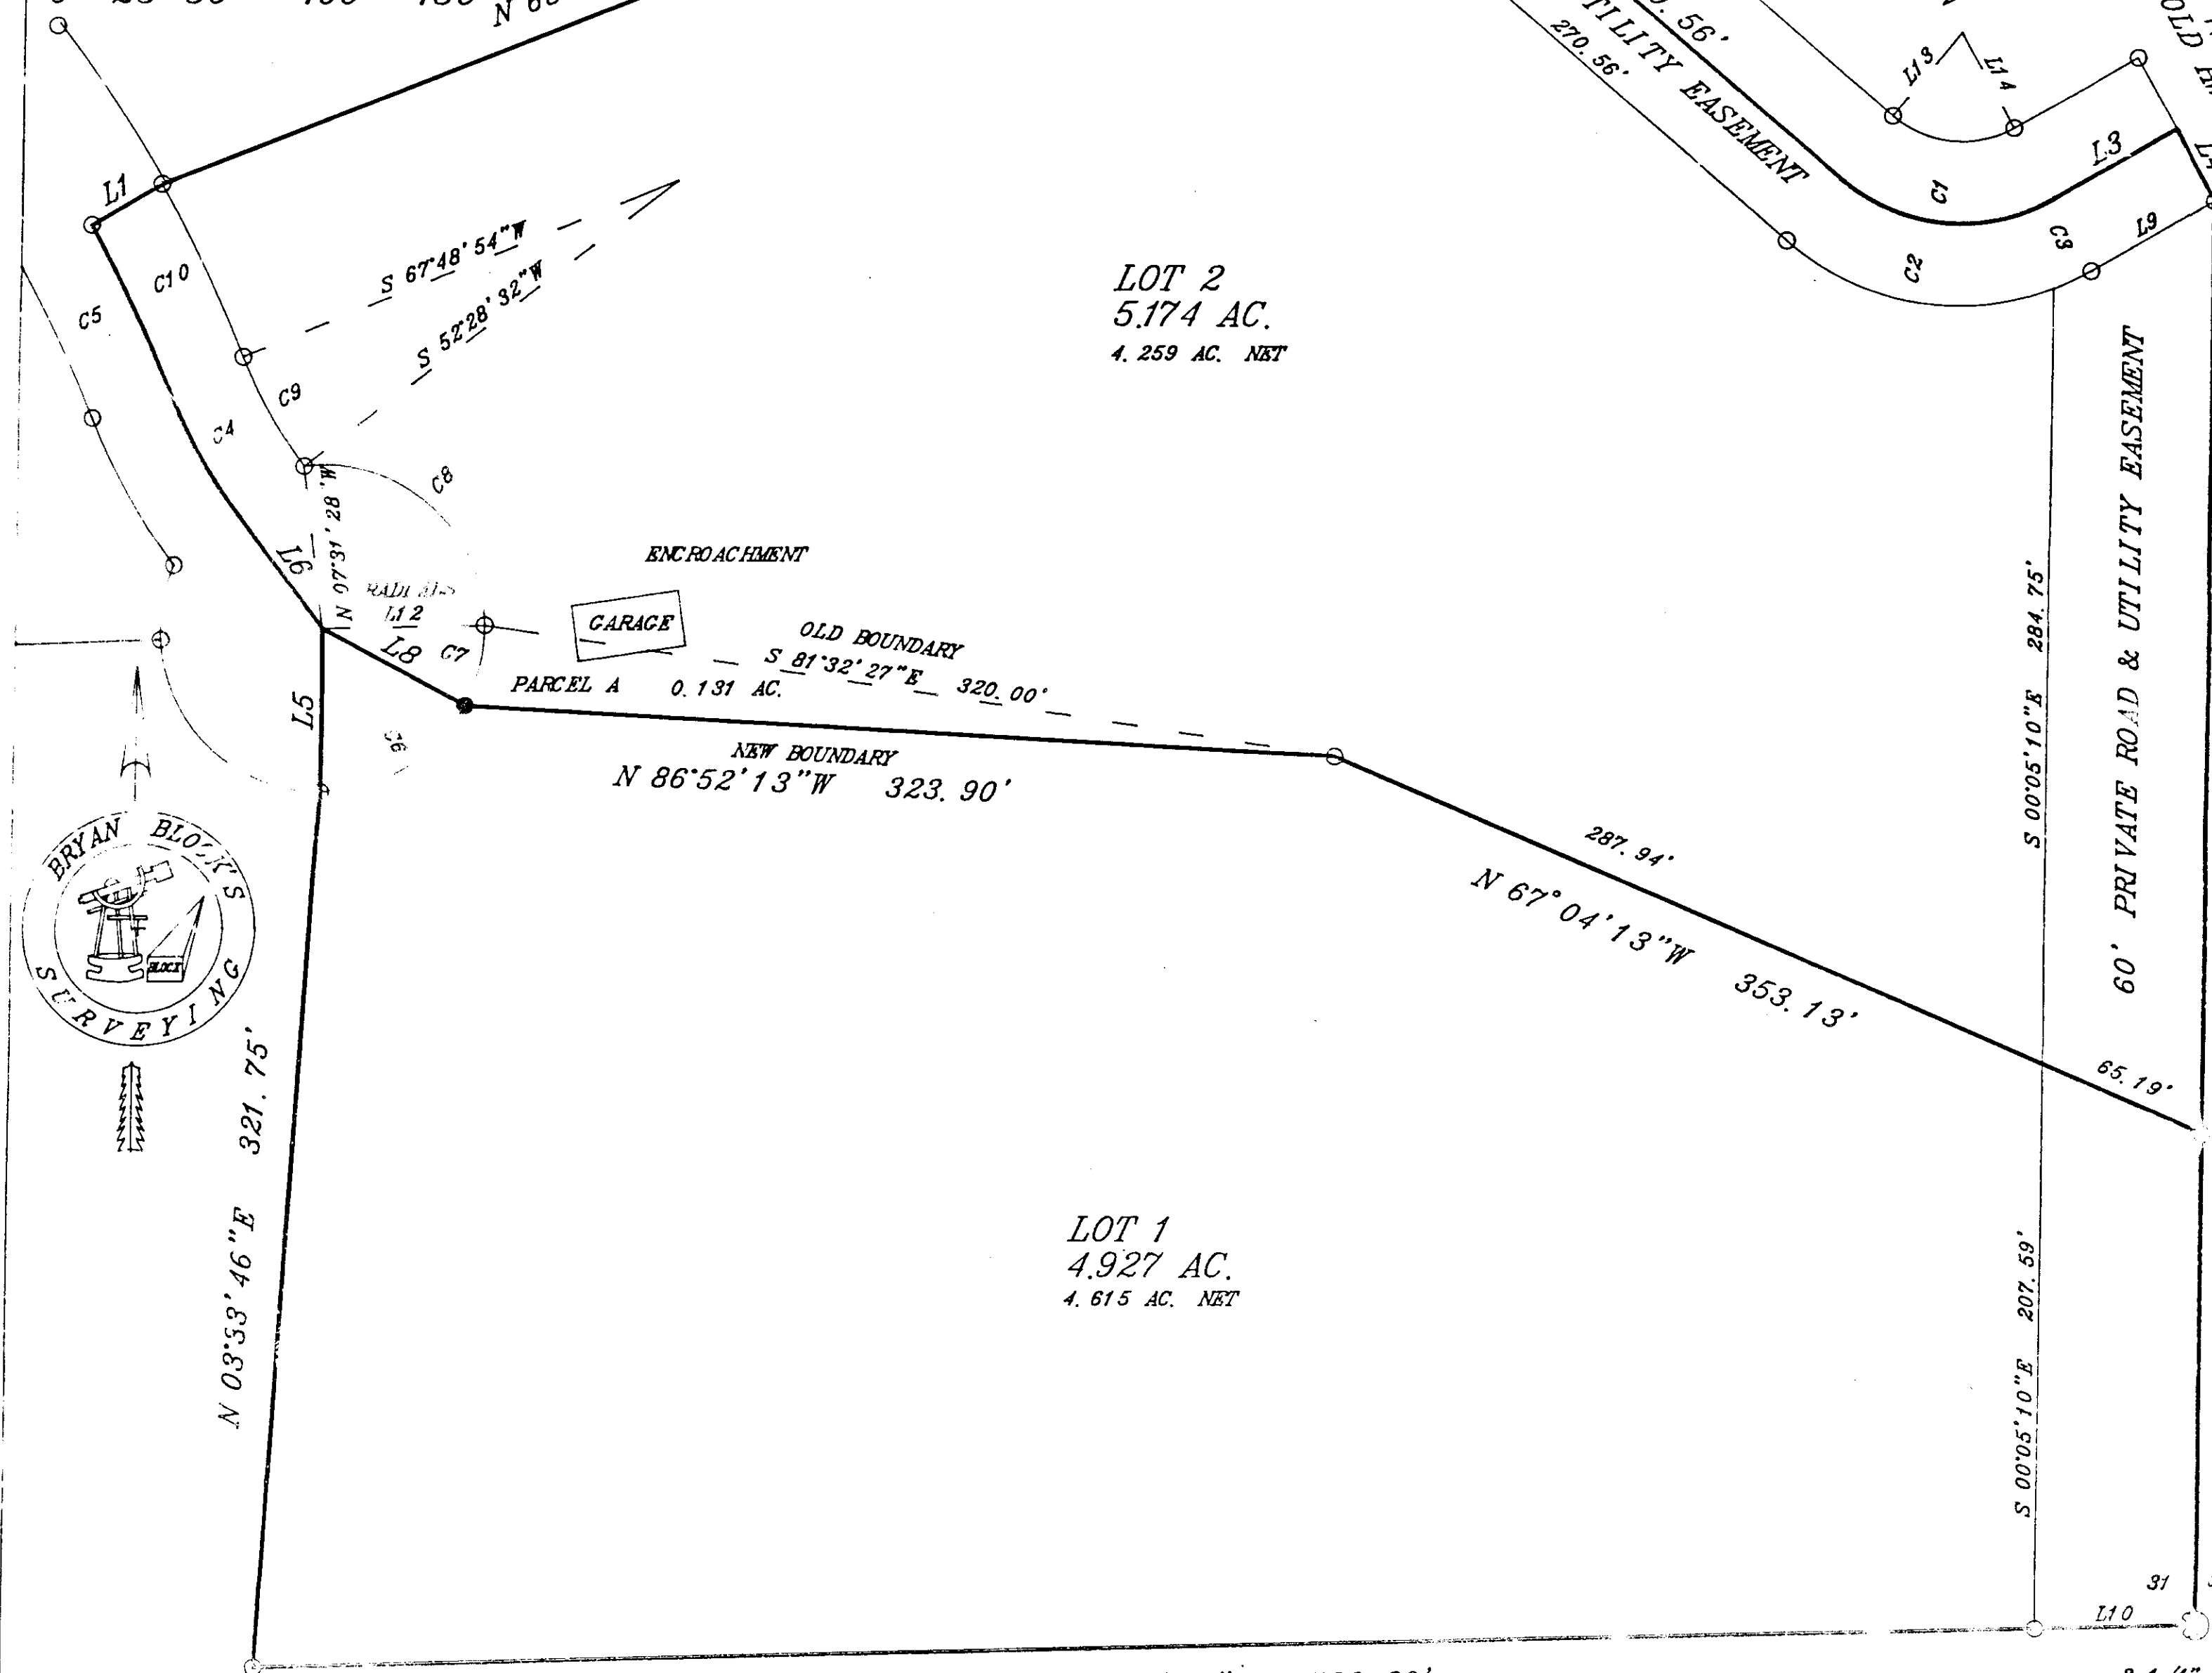 N 60
270.56'
UTILITY EASEMENT
L13
L14
L1
L3
C1
C2
C3
L9
C10
C5
S 67°48'54"W
S 52°28'32"W
C9
C4
C8
LOT 2
5.174 AC.
4.259 AC. NET
L6
RADIALS
L12
L8
C7
L5
C6
ENCROACHMENT
GARAGE
OLD BOUNDARY
S 81°32'27"E 320.00'
PARCEL A 0.131 AC.
NEW BOUNDARY
N 86°52'13"W 323.90'
287.94'
N 67°04'13"W 353.13'
65.19'
S 00°05'10"E 284.75'
60' PRIVATE ROAD & UTILITY EASEMENT
BRYAN BLOCK'S
SURVEYING
BLOCK
N 03°53'46"E 321.75'
LOT 1
4.927 AC.
4.615 AC. NET
S 00°05'10"E 207.59'
31
L10